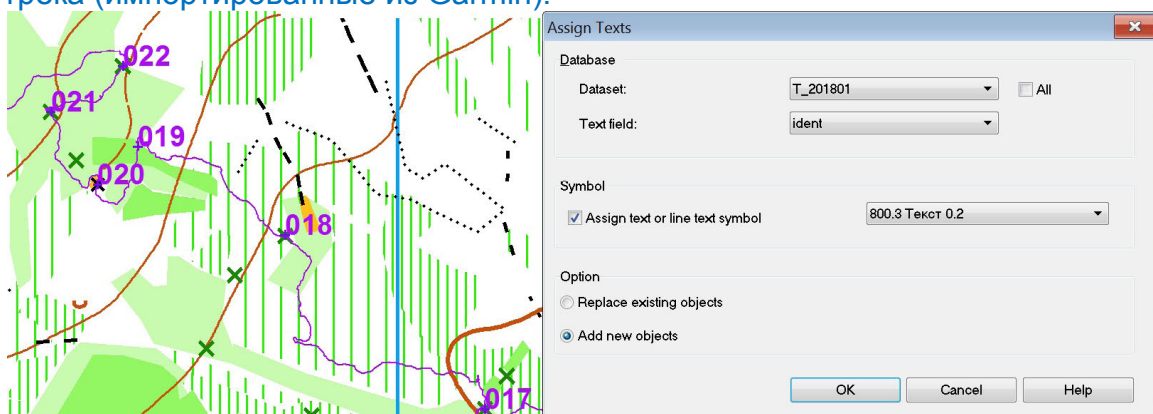 трека (импортированные из Garmin).
022
021
019
020
018
017
Assign Texts
Database
Dataset:
T_201801
All
Text field:
ident
Symbol
Assign text or line text symbol
800.3 Текст 0.2
Option
Replace existing objects
Add new objects
OK
Cancel
Help